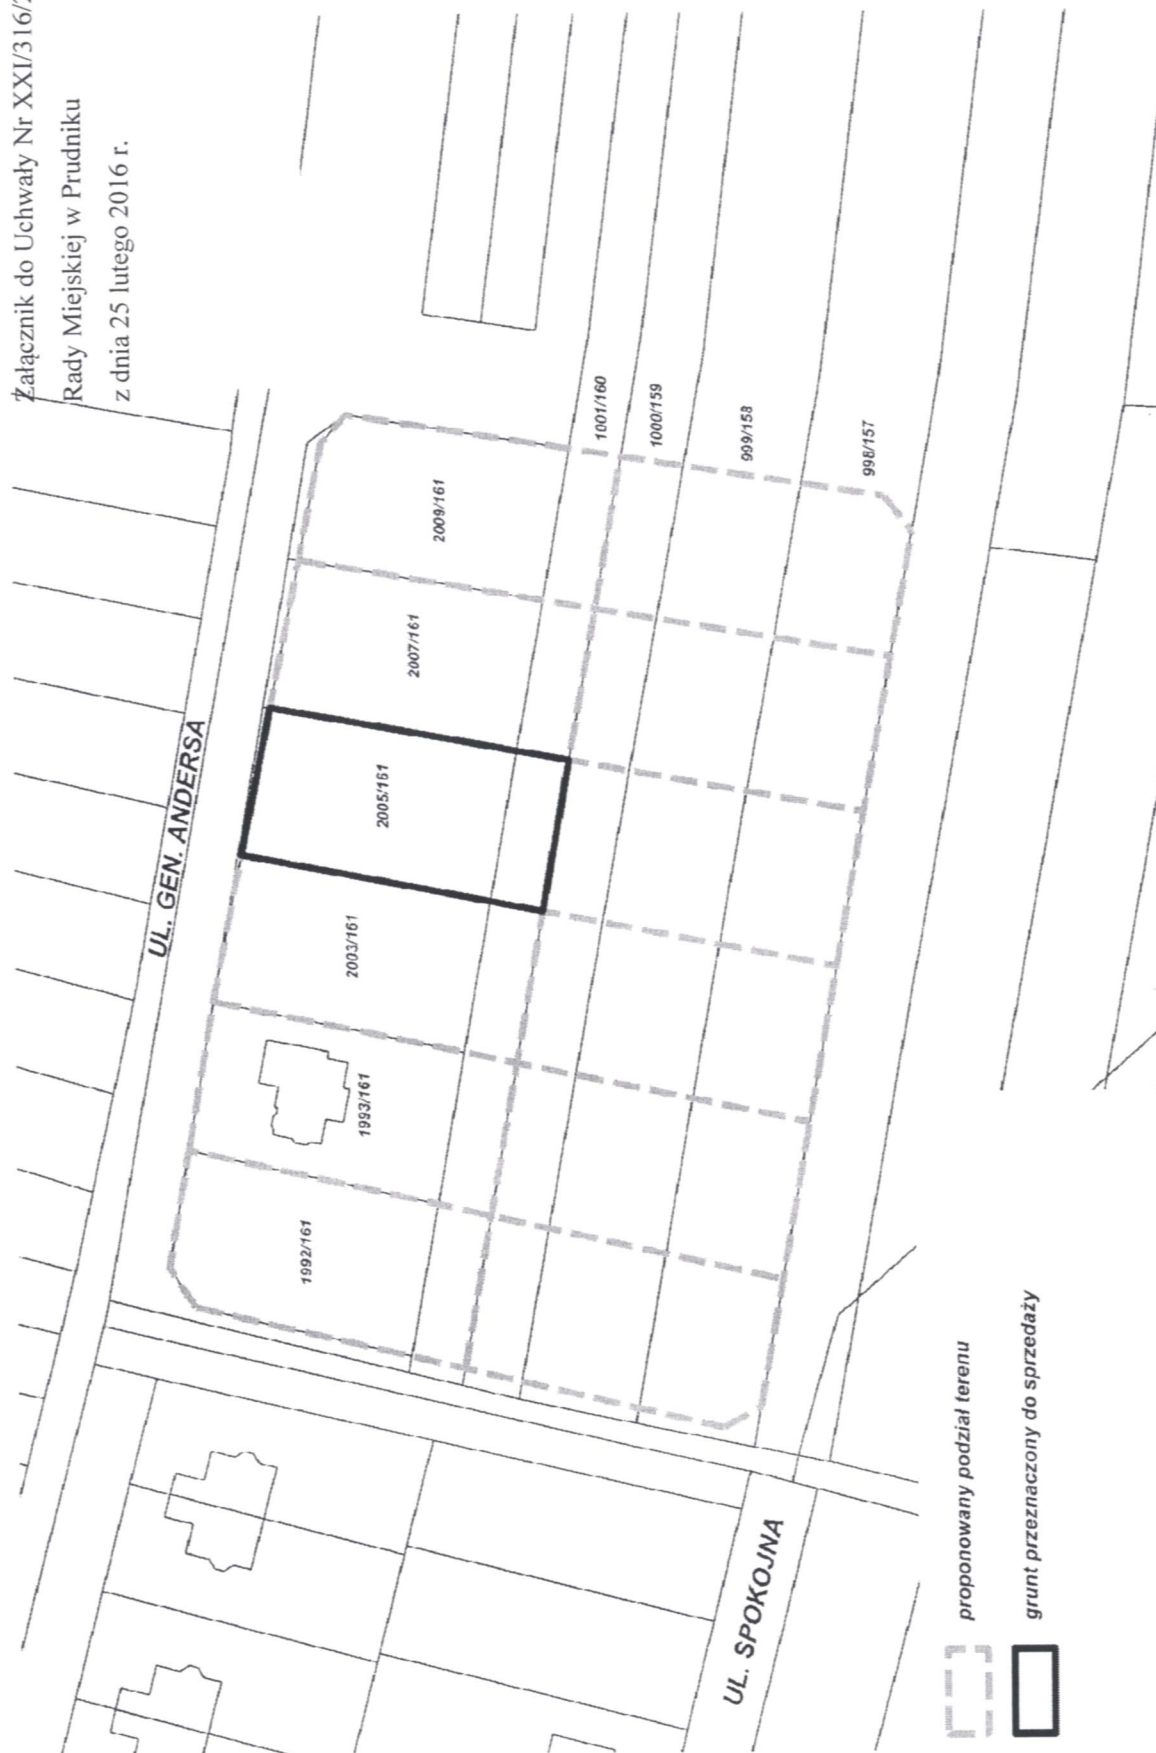 Załącznik do Uchwały Nr XXI/316/
Rady Miejskiej w Prudniku
z dnia 25 lutego 2016 r.
UL. GEN. ANDERSA
1992/161
1993/161
2003/161
2005/161
2007/161
2009/161
1001/160
1000/159
999/158
998/157
UL. SPOKOJNA
proponowany podział terenu
grunt przeznaczony do sprzedaży